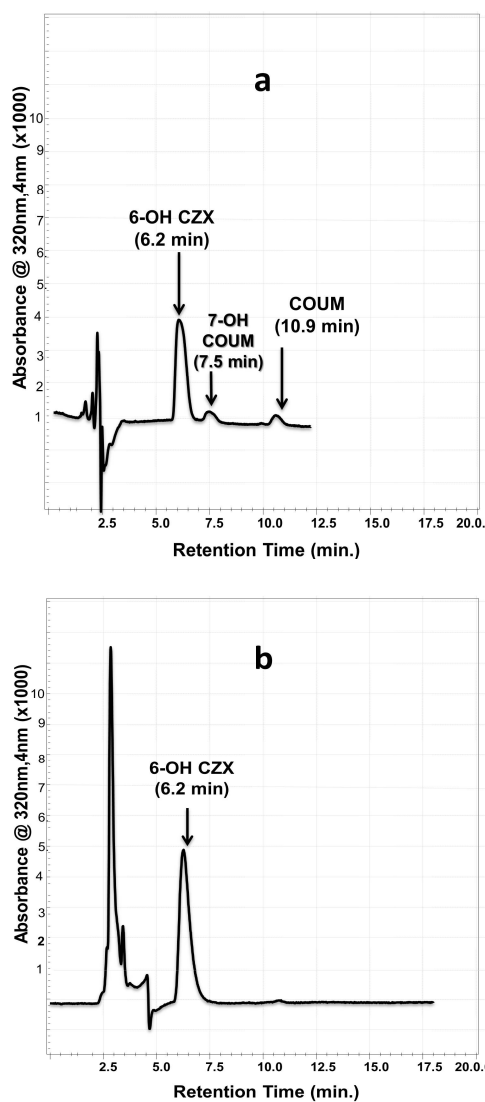 a
Absorbance @ 320nm,4nm (x1000)
10
9
8
7
6
5
4
3
2
1
6-OH CZX
(6.2 min)
7-OH
COUM
(7.5 min)
COUM
(10.9 min)
2.5 5.0 7.5 10.0 12.5 15.0 17.5 20.0
Retention Time (min.)
b
Absorbance @ 320nm,4nm (x1000)
10
9
8
7
6
5
4
3
2
1
6-OH CZX
(6.2 min)
2.5 5.0 7.5 10.0 12.5 15.0 17.5 20.0
Retention Time (min.)